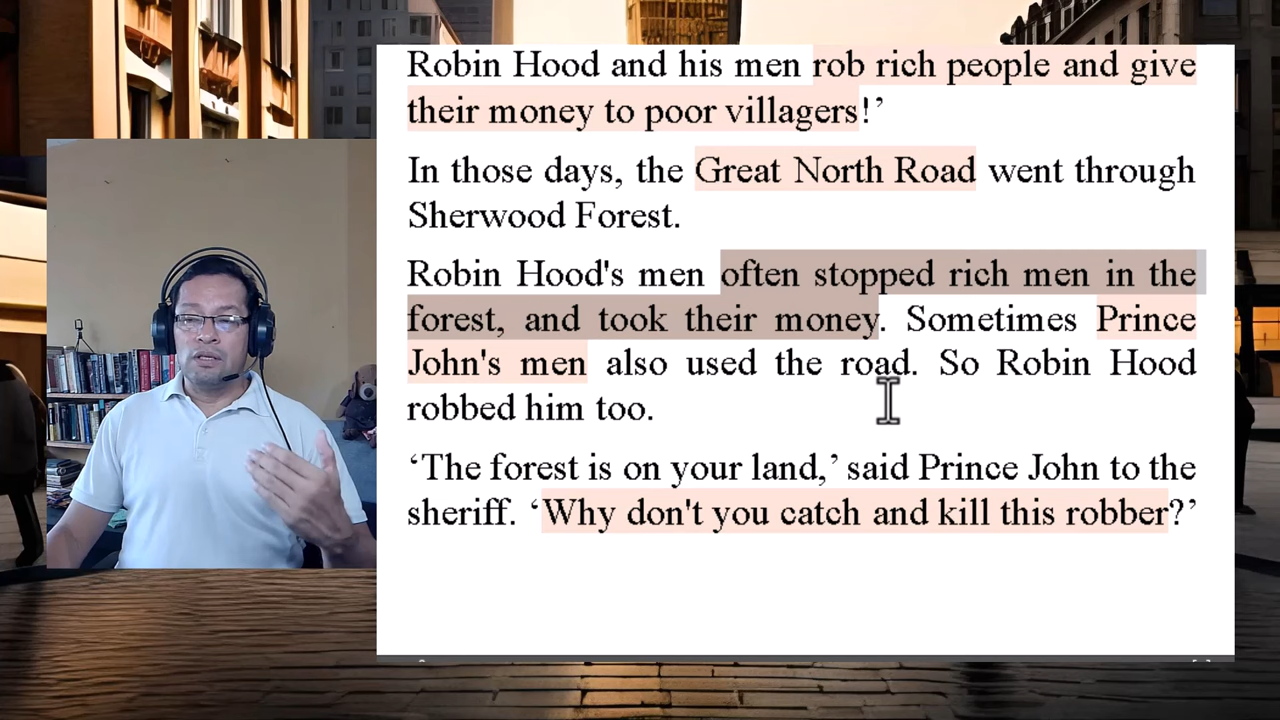 Robin Hood and his men rob rich people and give
their money to poor villagers!’
In those days, the Great North Road went through
Sherwood Forest.
Robin Hood's men often stopped rich men in the
forest, and took their money. Sometimes Prince
John's men also used the road. So Robin Hood
robbed him too.
‘The forest is on your land,’ said Prince John to the
sheriff. ‘Why don't you catch and kill this robber?’